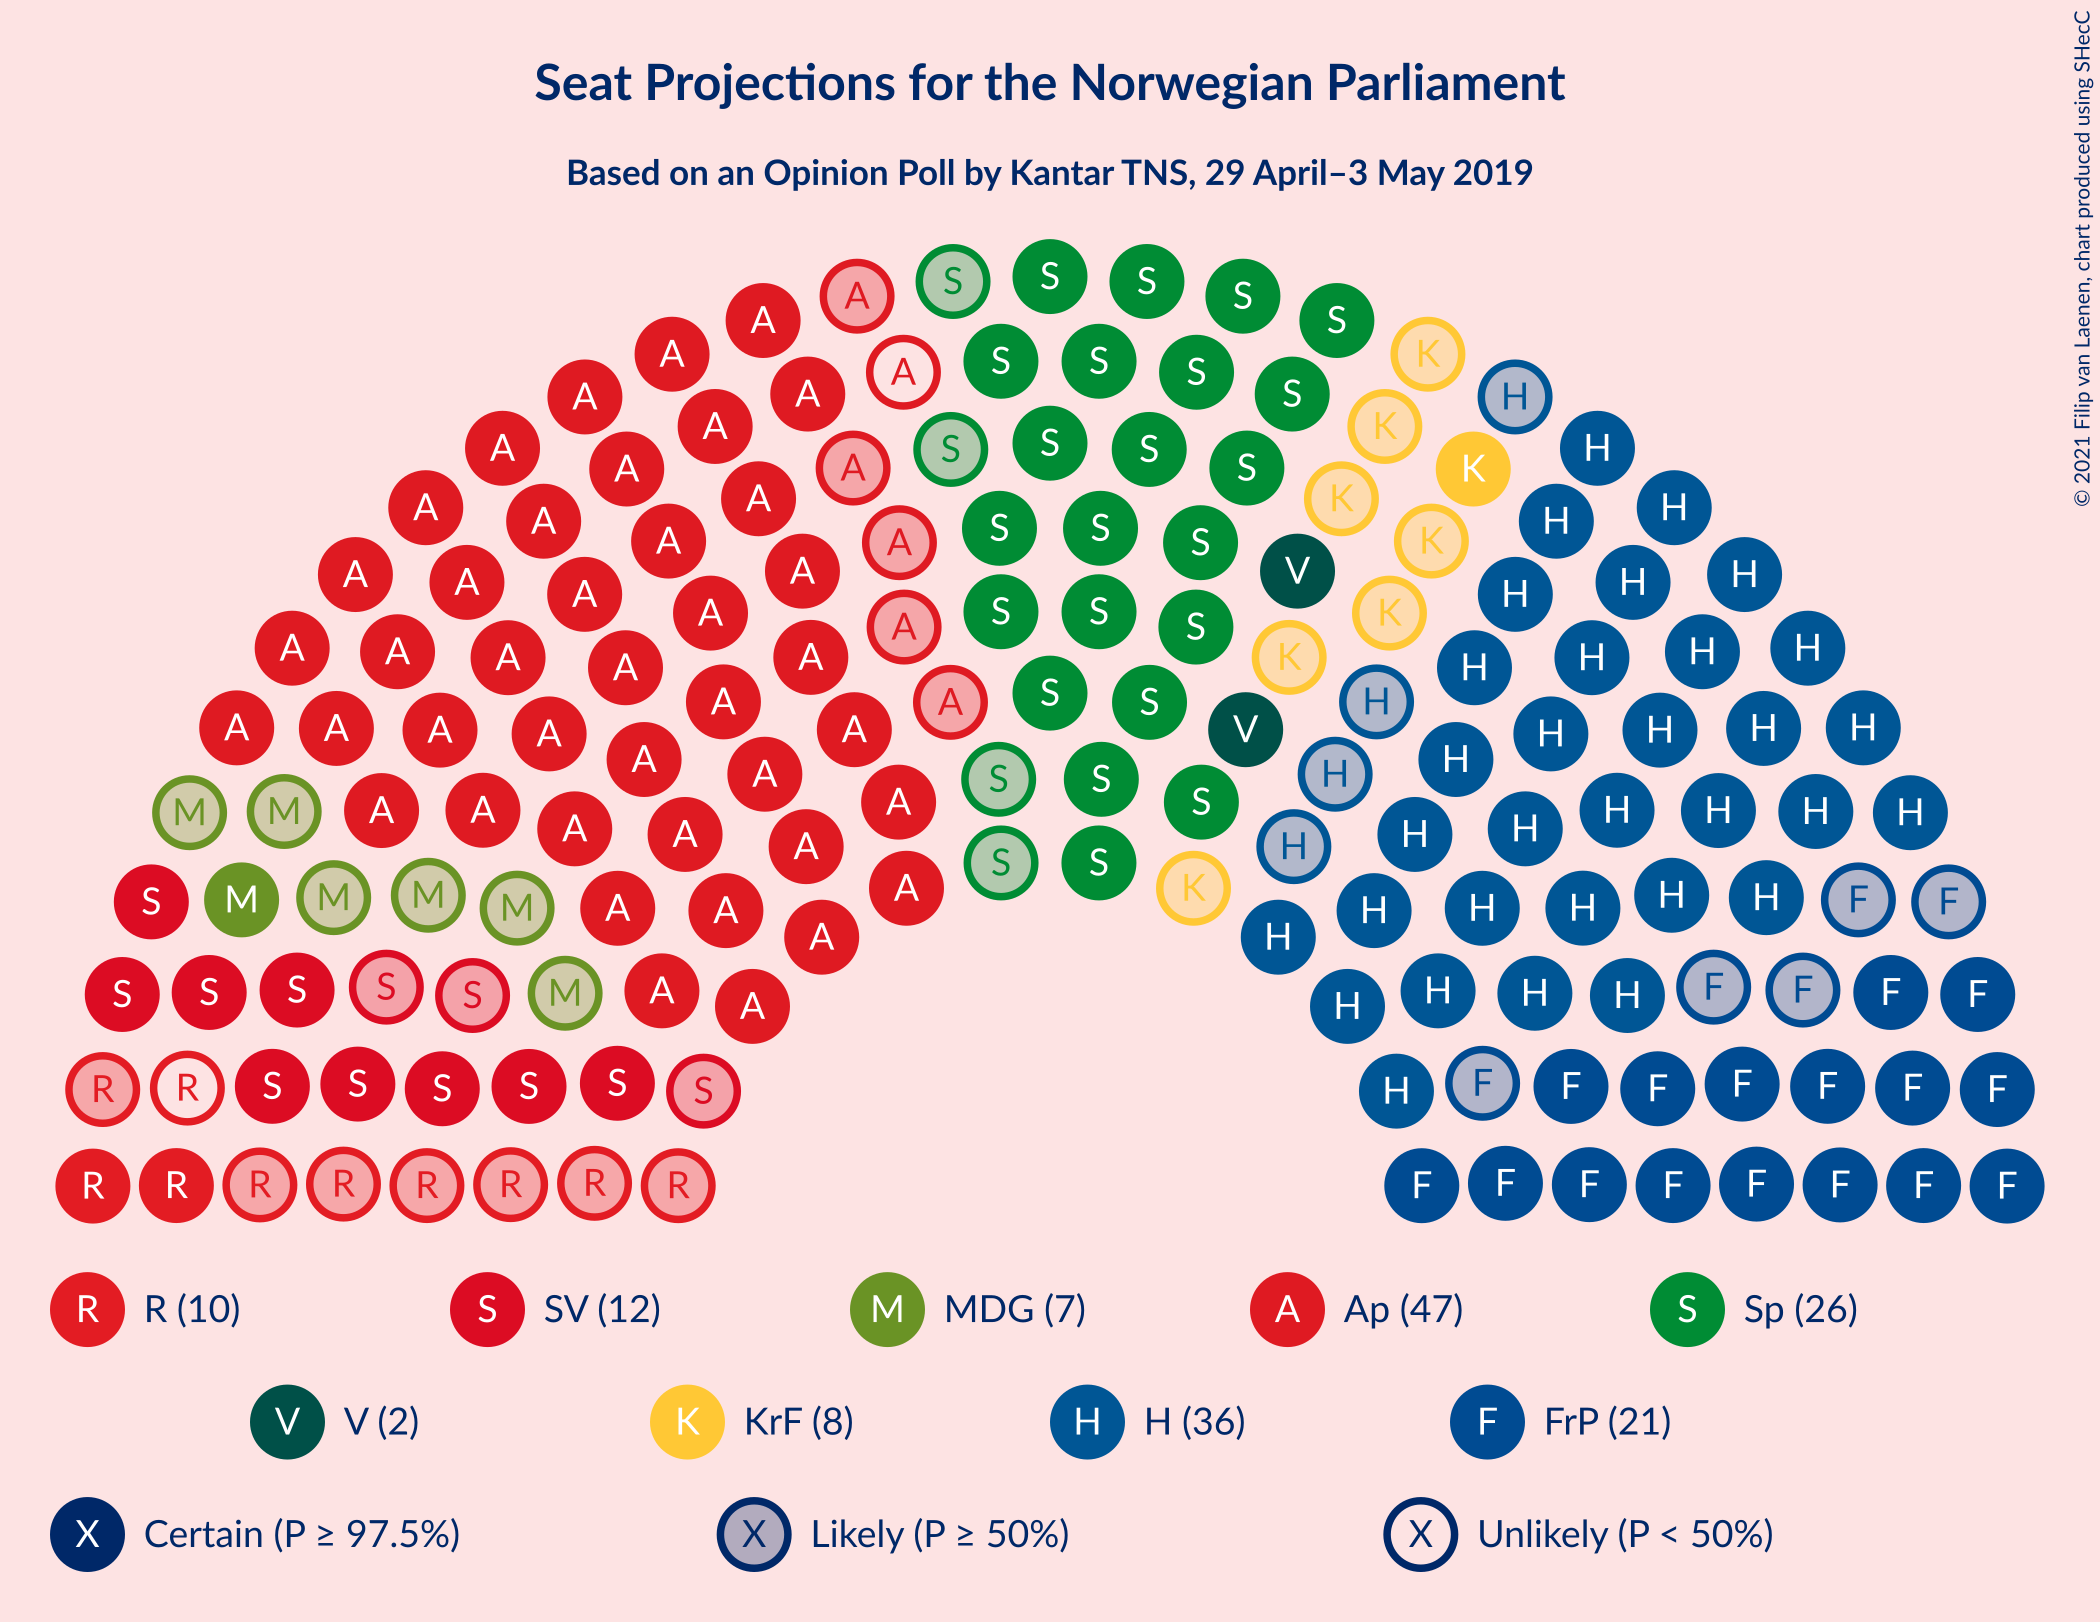 Seat Projections for the Norwegian Parliament
Based on an Opinion Poll by Kantar TNS, 29 April–3 May 2019
© 2021 Filip van Laenen, chart produced using SHecC
A S S S S
A S K
A A S S S S H
A A A K H
A S S S A S K H
A A A H H
A A S S S K
A A A V H H H
A A S S S H
A A A A K H H H
A A A K H H H
A S S A H
A A A A A V H H H H
A A H H
A S S S A H
M M A A H H H H
A A H H
A H
S S K A A
M M M M H H F
S A A H H H H F
A H
S S S S S M A H H H F F F F
A H
R R S S S S S S H F F F F F F F
R R R R R R R R F F F F F F F F
R R (10) S SV (12) M MDG (7) A Ap (47) S Sp (26)
V V (2) K KrF (8) H H (36) F FrP (21)
X Certain (P ≥ 97.5%) X Likely (P ≥ 50%) X Unlikely (P < 50%)